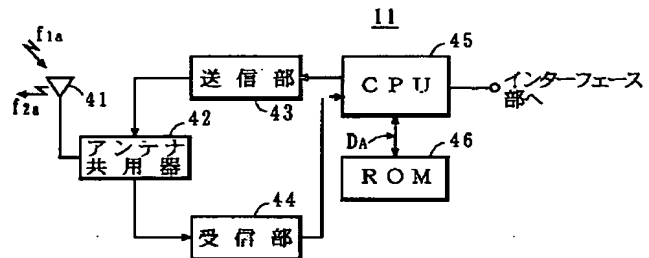 11
f1a
f2a
41
送信部
43
45
CPU
インターフェース
部へ
42
アンテナ
共用器
DA
46
ROM
44
受信部